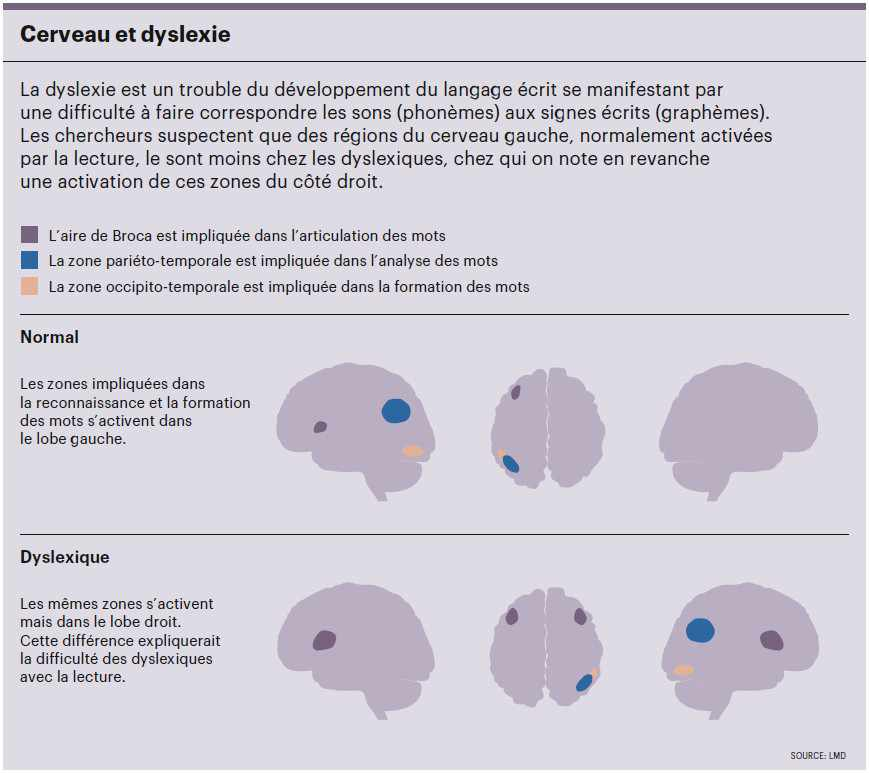 Cerveau et dyslexie
La dyslexie est un trouble du développement du langage écrit se manifestant par
une difficulté à faire correspondre les sons (phonèmes) aux signes écrits (graphèmes).
Les chercheurs suspectent que des régions du cerveau gauche, normalement activées
par la lecture, le sont moins chez les dyslexiques, chez qui on note en revanche
une activation de ces zones du côté droit.
L'aire de Broca est impliquée dans l'articulation des mots
La zone pariéto-temporale est impliquée dans l'analyse des mots
La zone occipito-temporale est impliquée dans la formation des mots
Normal
Les zones impliquées dans
la reconnaissance et la formation
des mots s'activent dans
le lobe gauche.
Dyslexique
Les mêmes zones s'activent
mais dans le lobe droit.
Cette différence expliquerait
la difficulté des dyslexiques
avec la lecture.
SOURCE: LMD